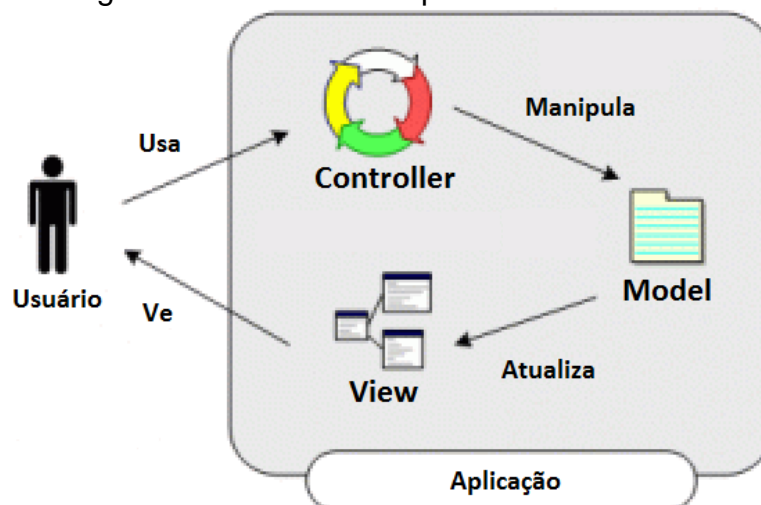 Usa
Controller
Manipula
Usuário
Model
Ve
View
Atualiza
Aplicação